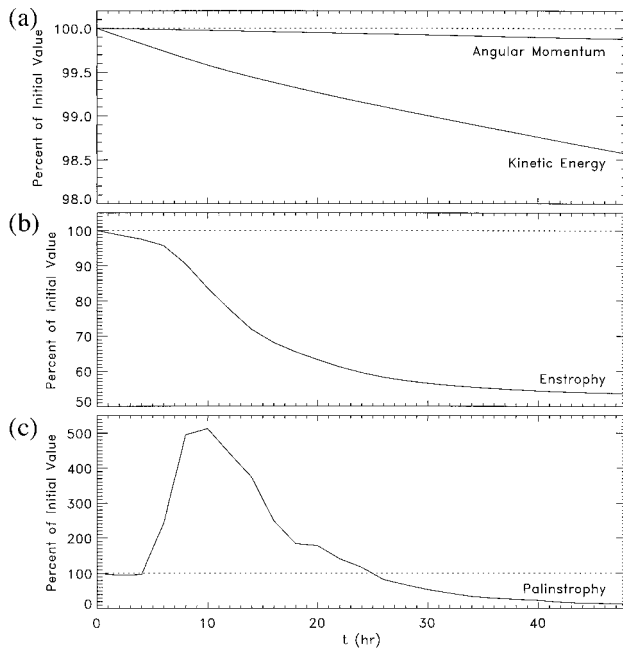 (a)
Percent of Initial Value
100.0
99.5
99.0
98.5
98.0
Angular Momentum
Kinetic Energy
(b)
Percent of Initial Value
100
90
80
70
60
50
Enstrophy
(c)
Percent of Initial Value
500
400
300
200
100
0
Palinstrophy
0 10 20 30 40
t (hr)